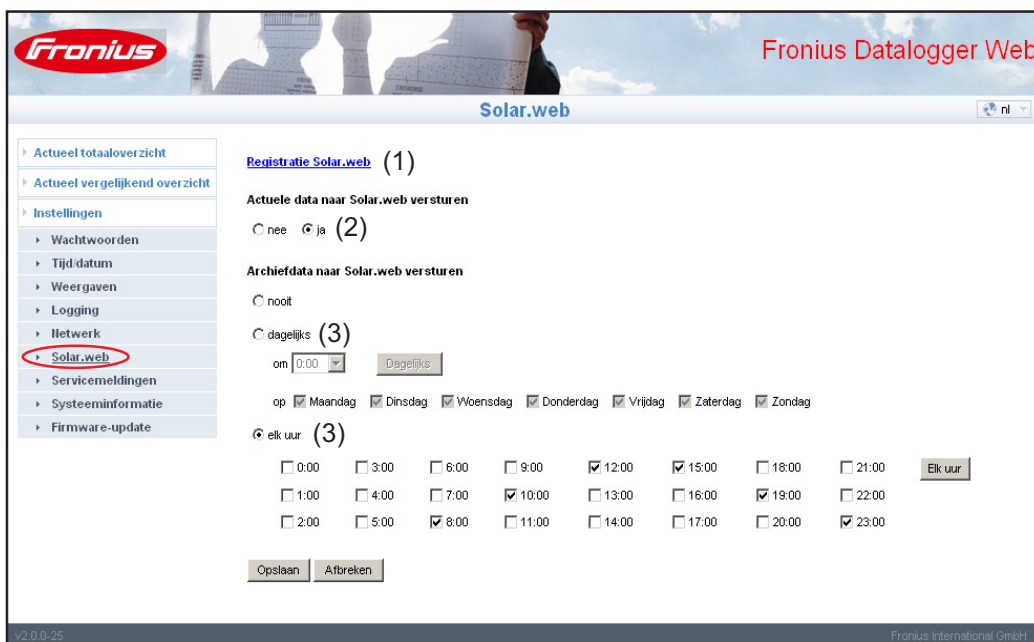 Fronius
Fronius Datalogger Web
Solar.web
nl
Actueel totaaloverzicht
Actueel vergelijkend overzicht
Instellingen
Wachtwoorden
Tijd/datum
Weergaven
Logging
Netwerk
Solar.web
Servicemeldingen
Systeeminformatie
Firmware-update
Registratie Solar.web (1)
Actuele data naar Solar.web versturen
nee ja (2)
Archiefdata naar Solar.web versturen
nooit
dagelijks (3)
om 0:00 Dagelijks
op Maandag Dinsdag Woensdag Donderdag Vrijdag Zaterdag Zondag
elk uur (3)
0:00 3:00 6:00 9:00 12:00 15:00 18:00 21:00 Elk uur
1:00 4:00 7:00 10:00 13:00 16:00 19:00 22:00
2:00 5:00 8:00 11:00 14:00 17:00 20:00 23:00
Opslaan Afbreken
v2.0.0-25 Fronius International GmbH